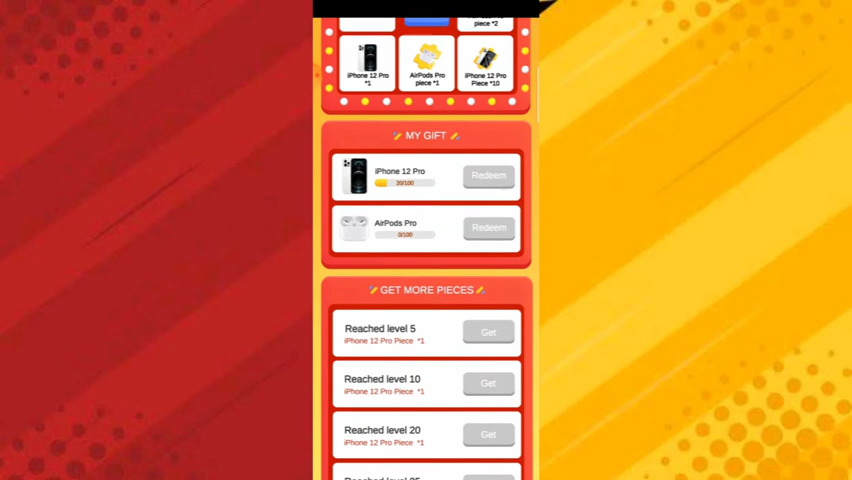 piece *2
iPhone 12 Pro
*1
AirPods Pro
piece *1
iPhone 12 Pro
Piece *10
MY GIFT
iPhone 12 Pro
20/100
Redeem
AirPods Pro
0/100
Redeem
GET MORE PIECES
Reached level 5
iPhone 12 Pro Piece *1
Get
Reached level 10
iPhone 12 Pro Piece *1
Get
Reached level 20
iPhone 12 Pro Piece *1
Get